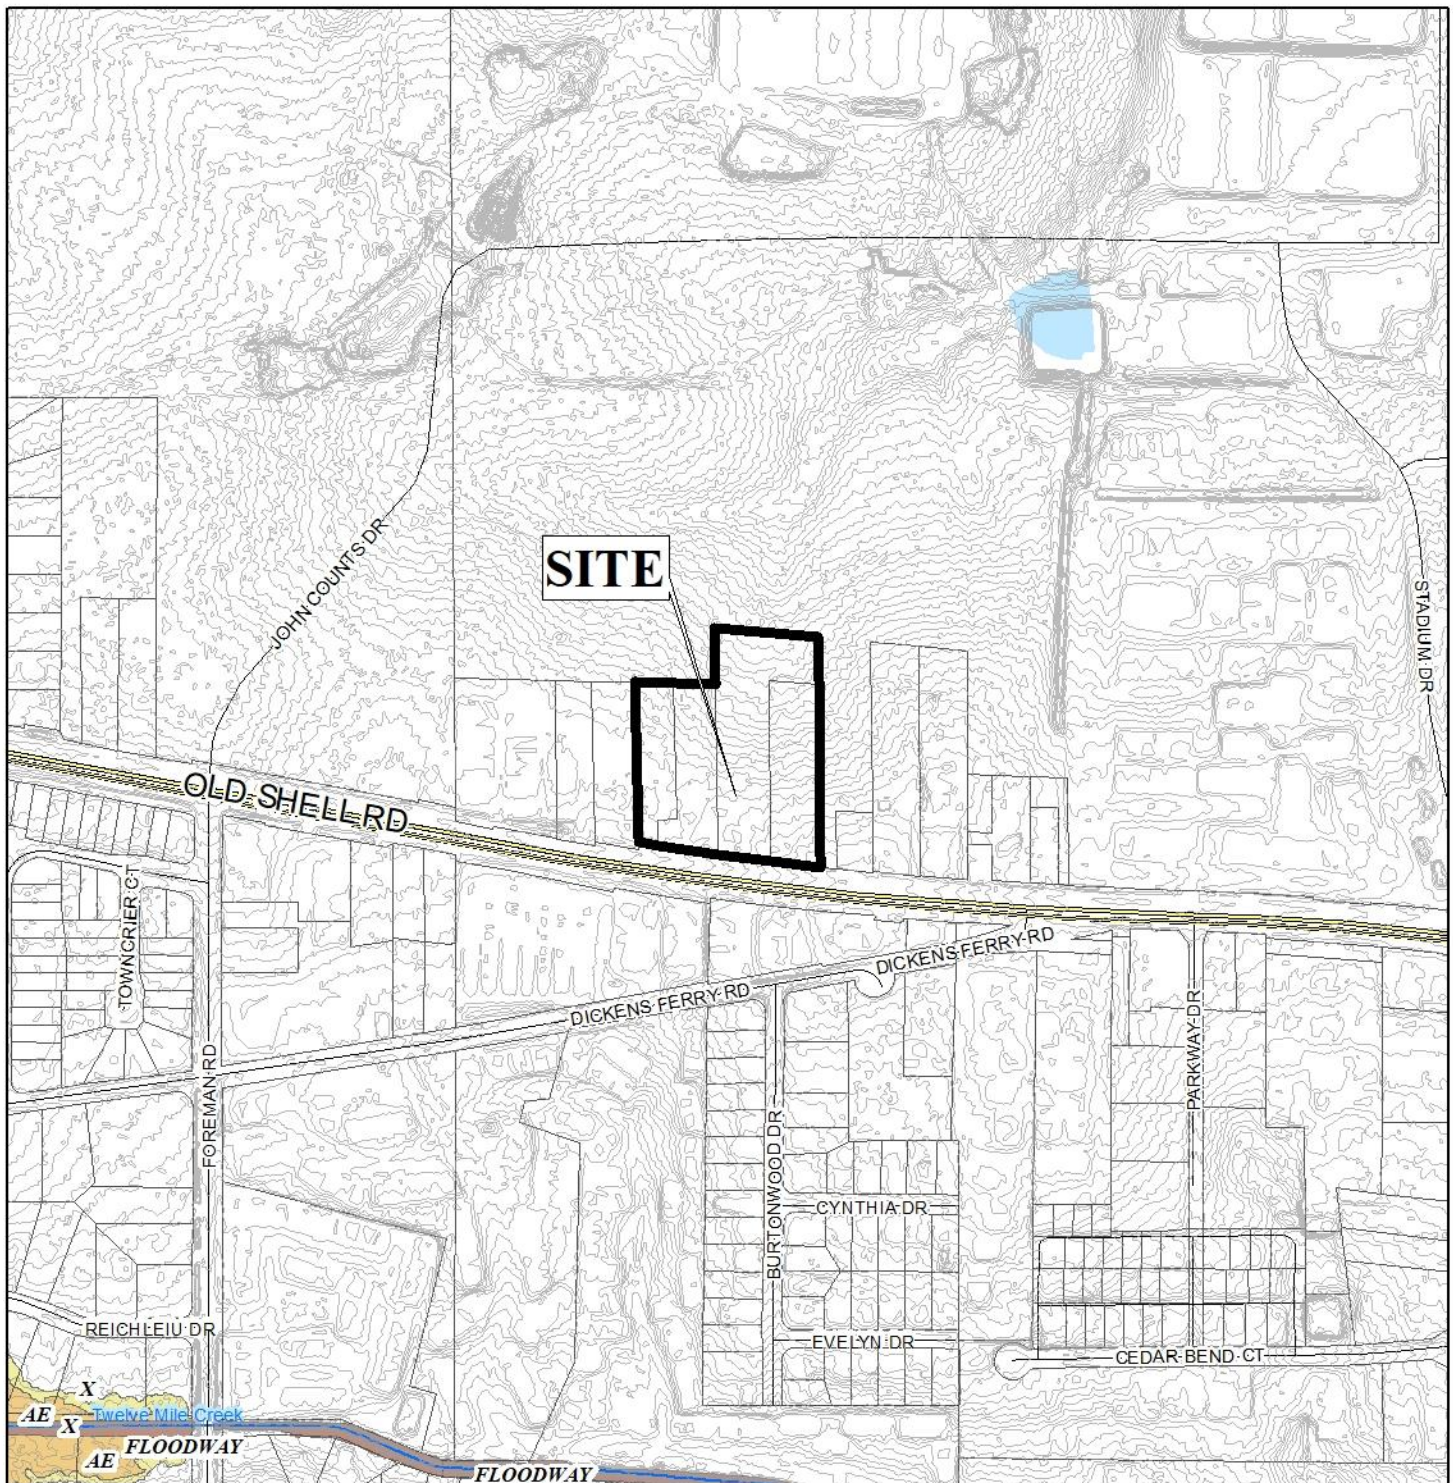 JOHN COUNTS DR
SITE
STADIUM DR
OLD SHELL RD
TOWNCRIER CT
DICKENS FERRY RD
DICKENS FERRY RD
FOREMAN RD
PARKWAY DR
BURTONWOOD DR
CYNTHIA DR
REICHLEIU DR
EVELYN DR
CEDAR BEND CT
X
AE
X
Twelve Mile Creek
AE
FLOODWAY
FLOODWAY